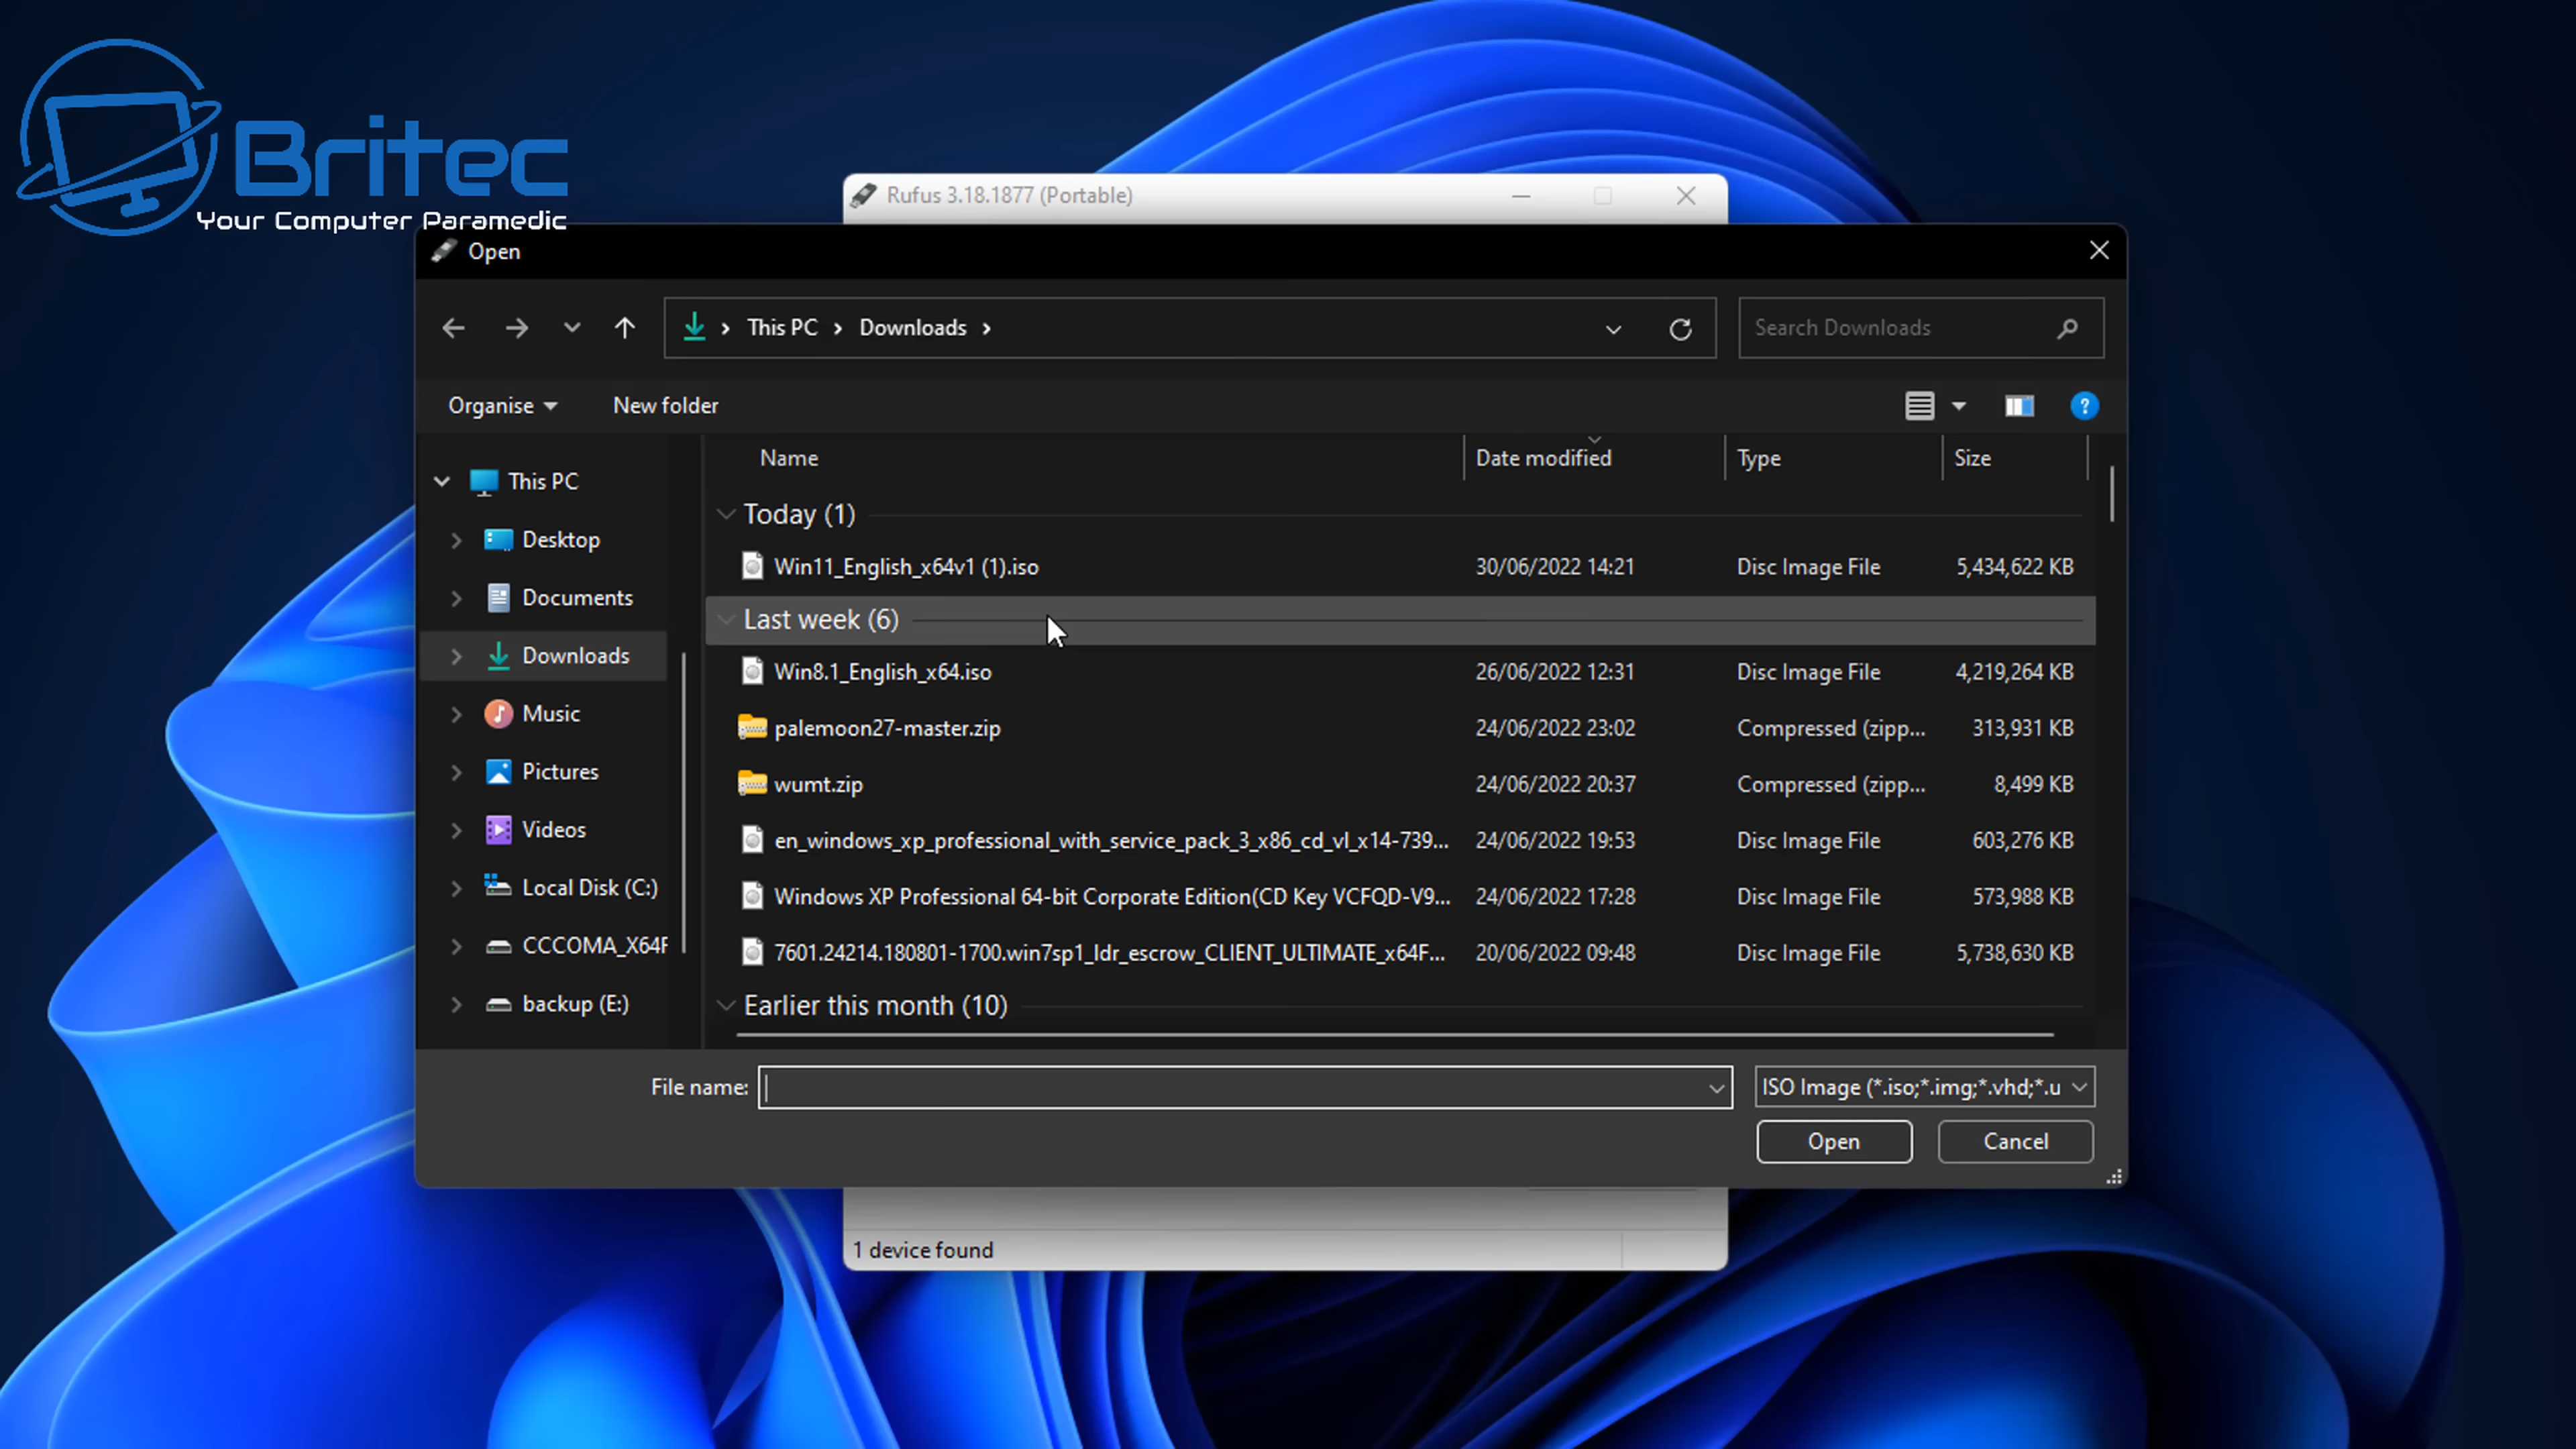 Britec
Your Computer Paramedic
Rufus 3.18.1877 (Portable)
Open
This PC
Downloads
Search Downloads
Organise
New folder
?
Name
Date modified
Type
Size
This PC
Desktop
Documents
Downloads
Music
Pictures
Videos
Local Disk (C:)
CCCOMA_X64F
backup (E:)
Today (1)
Win11_English_x64v1 (1).iso 30/06/2022 14:21 Disc Image File 5,434,622 KB
Last week (6)
Win8.1_English_x64.iso 26/06/2022 12:31 Disc Image File 4,219,264 KB
palemoon27-master.zip 24/06/2022 23:02 Compressed (zipp... 313,931 KB
wumt.zip 24/06/2022 20:37 Compressed (zipp... 8,499 KB
en_windows_xp_professional_with_service_pack_3_x86_cd_vl_x14-739... 24/06/2022 19:53 Disc Image File 603,276 KB
Windows XP Professional 64-bit Corporate Edition(CD Key VCFQD-V9... 24/06/2022 17:28 Disc Image File 573,988 KB
7601.24214.180801-1700.win7sp1_ldr_escrow_CLIENT_ULTIMATE_x64F... 20/06/2022 09:48 Disc Image File 5,738,630 KB
Earlier this month (10)
File name:
ISO Image (*.iso;*.img;*.vhd;*.u
Open
Cancel
1 device found